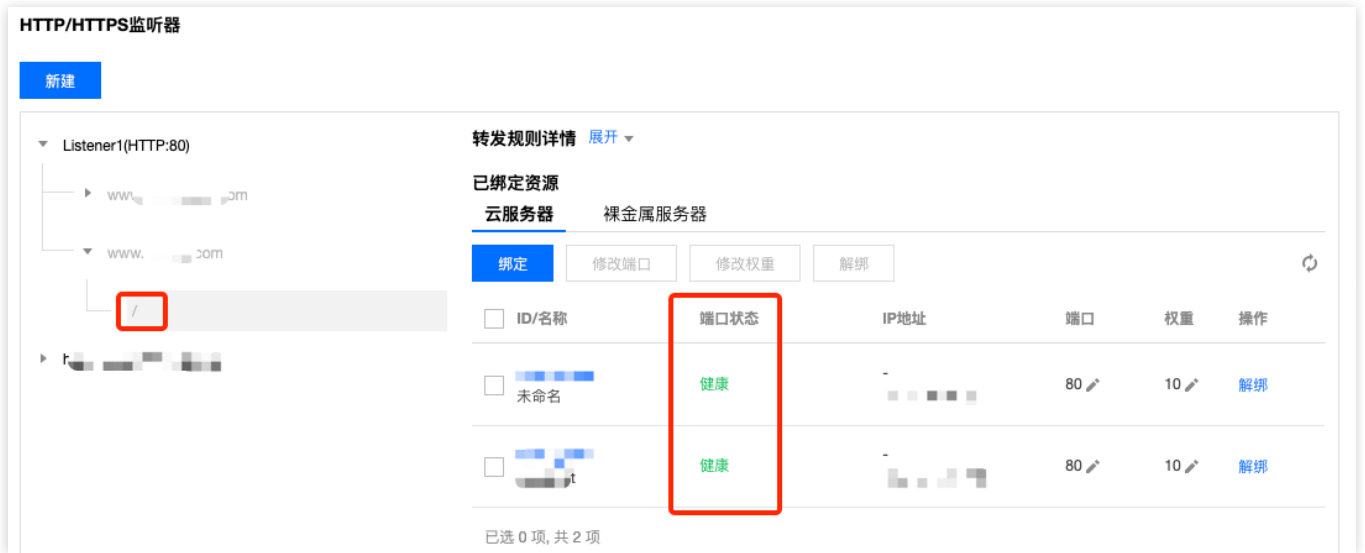 HTTP/HTTPS监听器
新建
Listener1(HTTP:80)
www.
/
转发规则详情 展开
已绑定资源
云服务器 裸金属服务器
绑定 修改端口 修改权重 解绑
ID/名称 端口状态 IP地址 端口 权重 操作
未命名 健康 - 80 10 解绑
健康 - 80 10 解绑
已选 0 项, 共 2 项